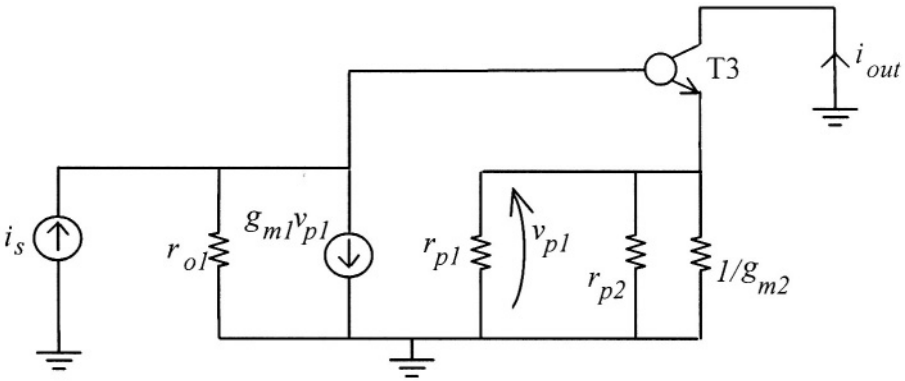 T3
i_out
i_s
r_o1
g_m1 v_p1
r_p1
v_p1
r_p2
1/g_m2